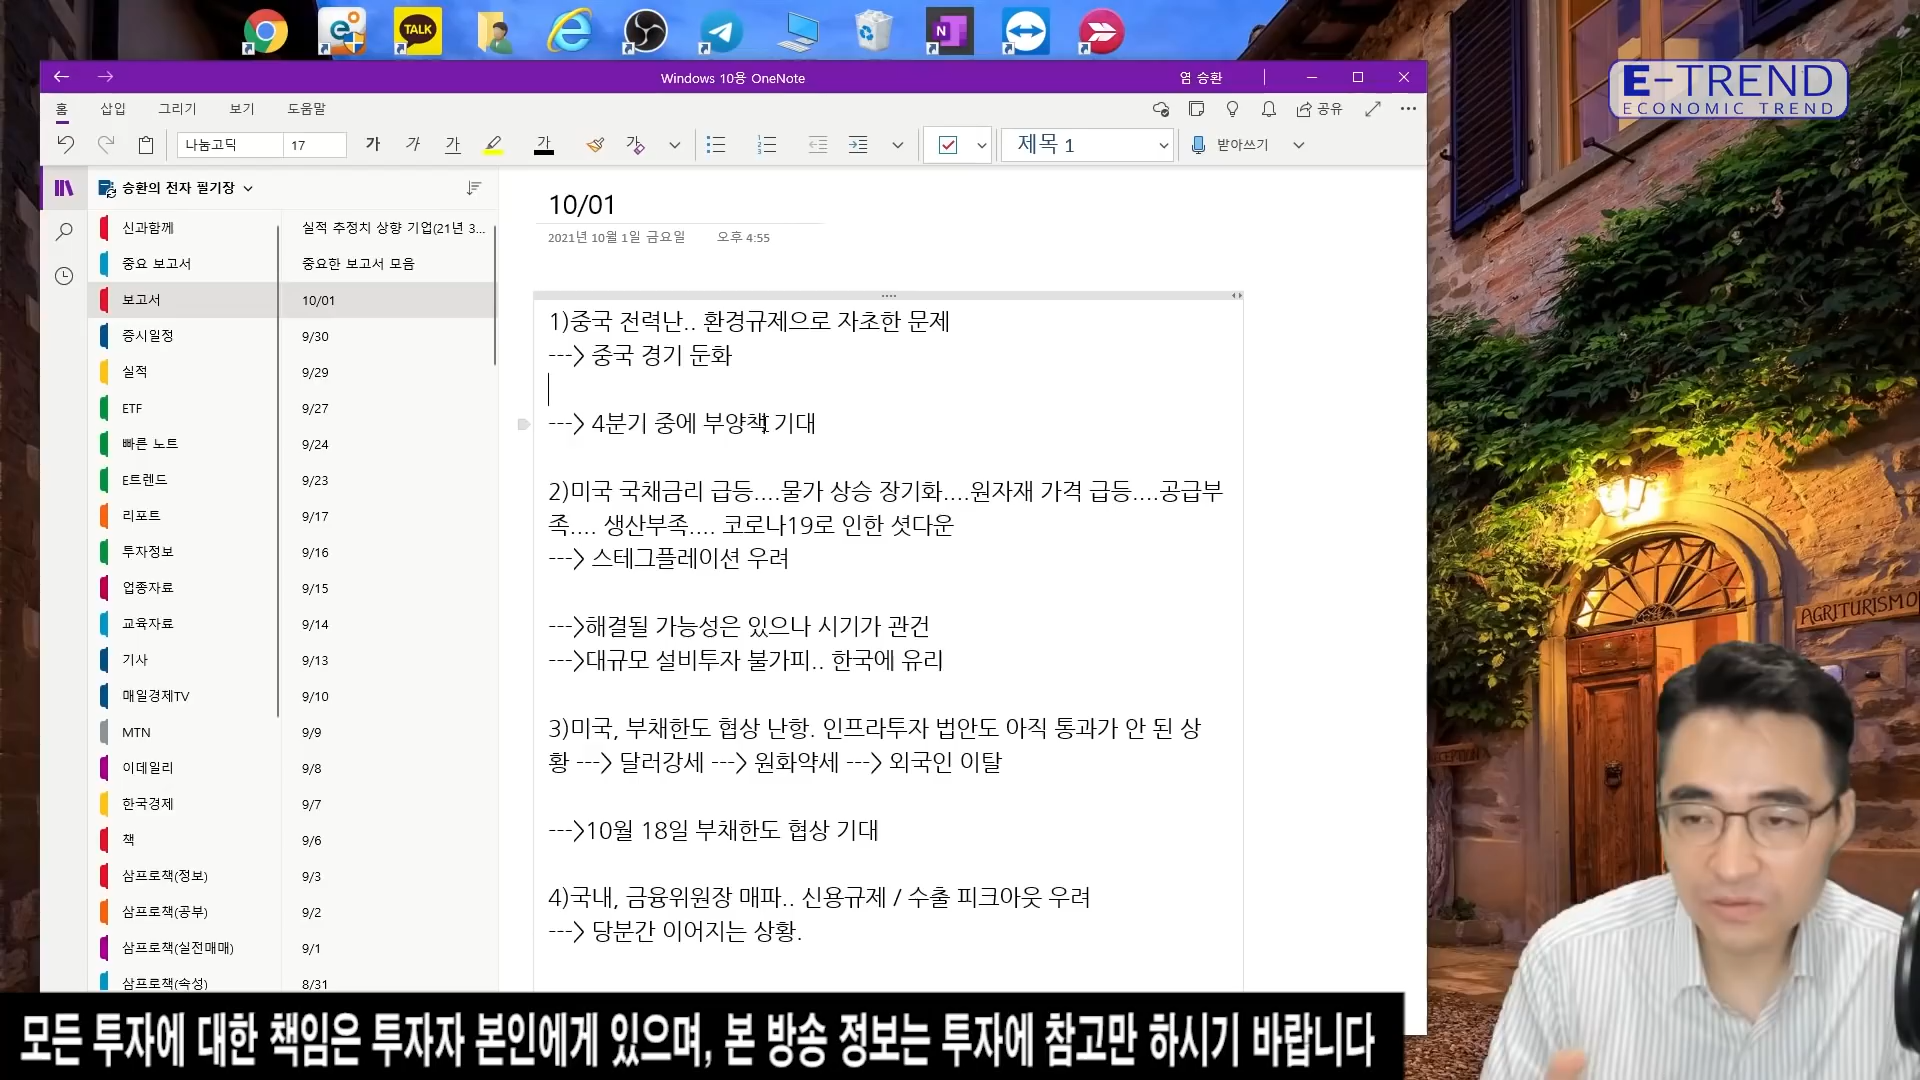 TALK
N
Windows 10용 OneNote
염 승환
E-TREND
ECONOMIC TREND
홈 삽입 그리기 보기 도움말
공유
나눔고딕 17 가 가 가 가 가 제목 1 받아쓰기
승환의 전자 필기장
신과함께
중요 보고서
보고서
증시일정
실적
ETF
빠른 노트
E트렌드
리포트
투자정보
업종자료
교육자료
기사
매일경제TV
MTN
이데일리
한국경제
책
삼프로책(정보)
삼프로책(공부)
삼프로책(실전매매)
삼프로책(속성)
실적 추정치 상향 기업(21년 3...
중요한 보고서 모음
10/01
9/30
9/29
9/27
9/24
9/23
9/17
9/16
9/15
9/14
9/13
9/10
9/9
9/8
9/7
9/6
9/3
9/2
9/1
8/31
10/01
2021년 10월 1일 금요일 오후 4:55
1)중국 전력난.. 환경규제으로 자초한 문제
---> 중국 경기 둔화
---> 4분기 중에 부양책 기대
2)미국 국채금리 급등....물가 상승 장기화....원자재 가격 급등....공급부
족.... 생산부족.... 코로나19로 인한 셧다운
---> 스테그플레이션 우려
--->해결될 가능성은 있으나 시기가 관건
--->대규모 설비투자 불가피.. 한국에 유리
3)미국, 부채한도 협상 난항. 인프라투자 법안도 아직 통과가 안 된 상
황 ---> 달러강세 ---> 원화약세 ---> 외국인 이탈
--->10월 18일 부채한도 협상 기대
4)국내, 금융위원장 매파.. 신용규제 / 수출 피크아웃 우려
---> 당분간 이어지는 상황.
AGRITURISMO
모든 투자에 대한 책임은 투자자 본인에게 있으며, 본 방송 정보는 투자에 참고만 하시기 바랍니다